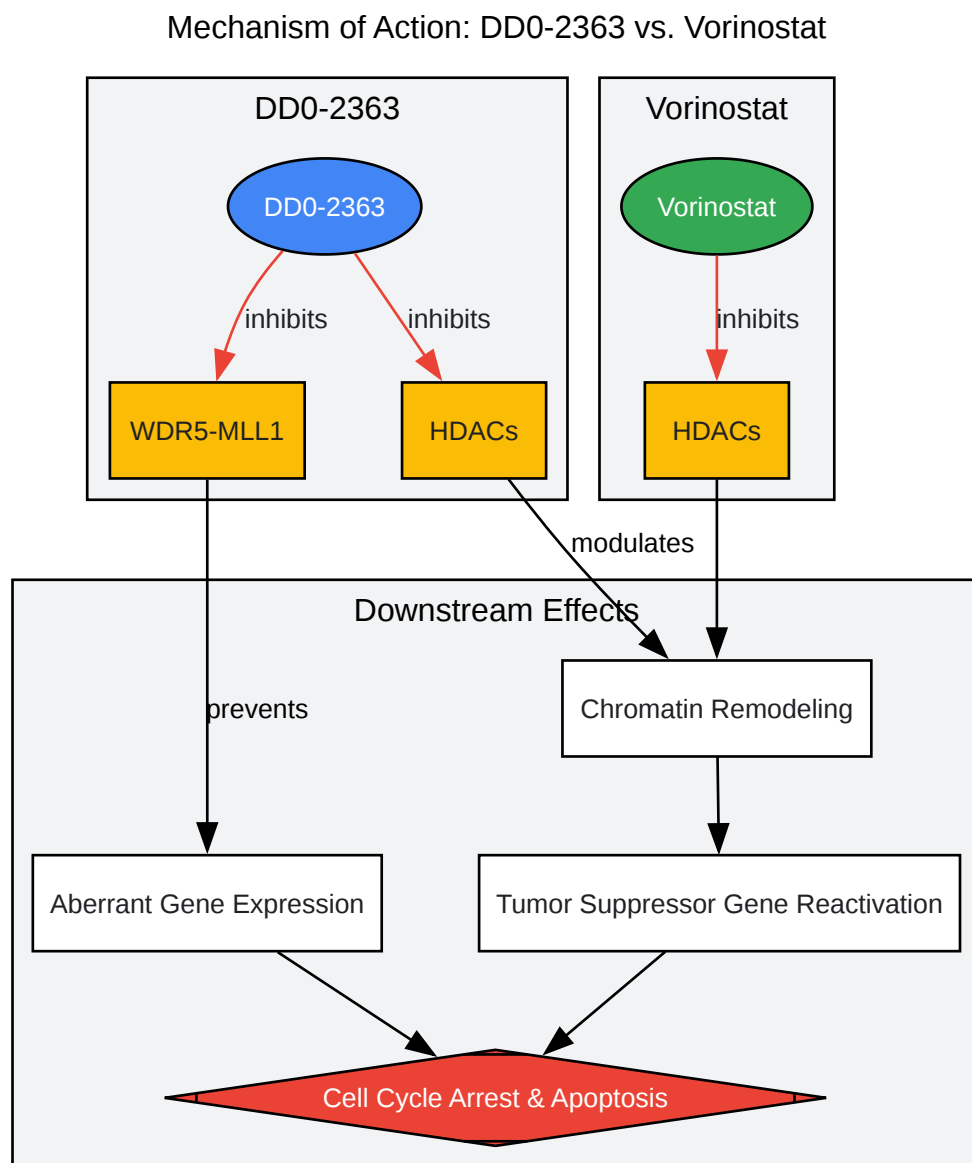 Mechanism of Action: DD0-2363 vs. Vorinostat
DD0-2363
Vorinostat
DD0-2363
Vorinostat
inhibits
inhibits
inhibits
WDR5-MLL1
HDACs
HDACs
modulates
Downstream Effects
prevents
Chromatin Remodeling
Aberrant Gene Expression
Tumor Suppressor Gene Reactivation
Cell Cycle Arrest & Apoptosis